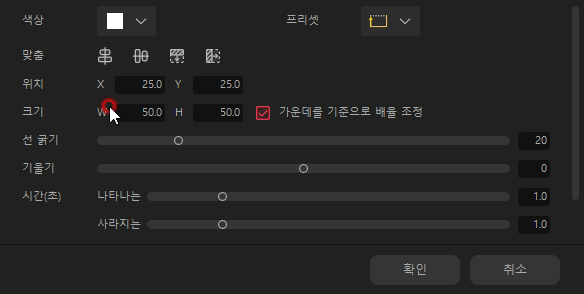 색상 프리셋
맞춤
위치 X 25.0 Y 25.0
크기 W 50.0 H 50.0 가운데를 기준으로 배율 조정
선 굵기 20
기울기 0
시간(초) 나타나는 1.0
사라지는 1.0
확인 취소